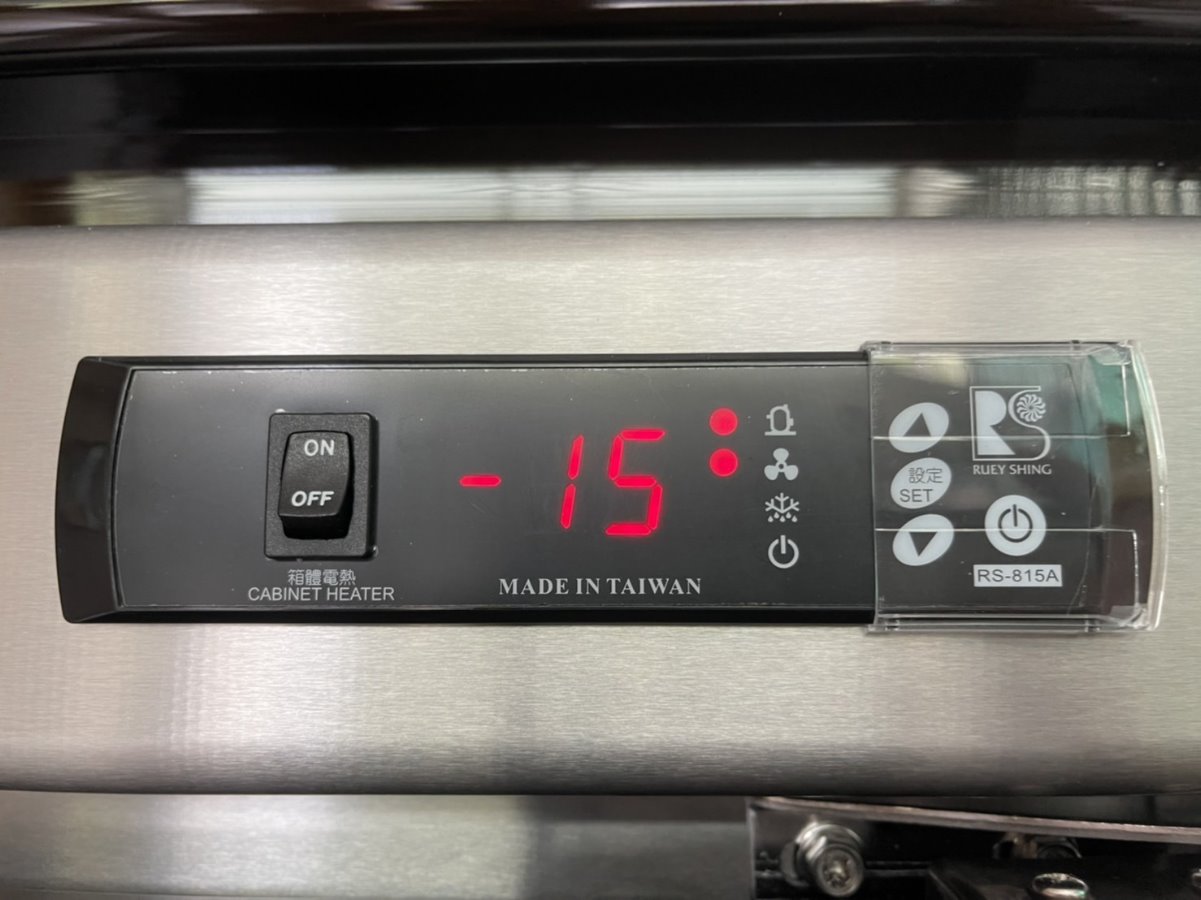 ON
OFF
箱體電熱
CABINET HEATER
-15
MADE IN TAIWAN
設定
SET
RS
RUEY SHING
RS-815A